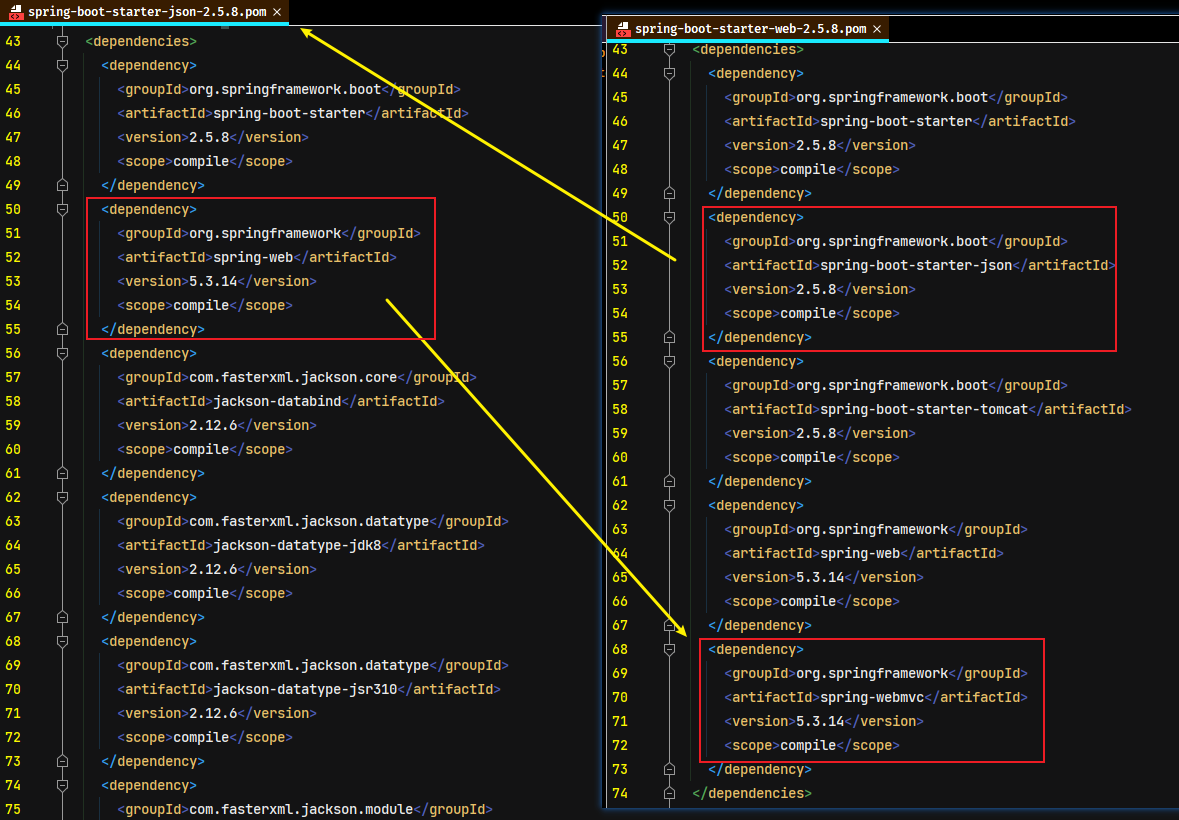 spring-boot-starter-json-2.5.8.pom ×
43 <dependencies>
44 <dependency>
45 <groupId>org.springframework.boot</groupId>
46 <artifactId>spring-boot-starter</artifactId>
47 <version>2.5.8</version>
48 <scope>compile</scope>
49 </dependency>
50 <dependency>
51 <groupId>org.springframework</groupId>
52 <artifactId>spring-web</artifactId>
53 <version>5.3.14</version>
54 <scope>compile</scope>
55 </dependency>
56 <dependency>
57 <groupId>com.fasterxml.jackson.core</groupId>
58 <artifactId>jackson-databind</artifactId>
59 <version>2.12.6</version>
60 <scope>compile</scope>
61 </dependency>
62 <dependency>
63 <groupId>com.fasterxml.jackson.datatype</groupId>
64 <artifactId>jackson-datatype-jdk8</artifactId>
65 <version>2.12.6</version>
66 <scope>compile</scope>
67 </dependency>
68 <dependency>
69 <groupId>com.fasterxml.jackson.datatype</groupId>
70 <artifactId>jackson-datatype-jsr310</artifactId>
71 <version>2.12.6</version>
72 <scope>compile</scope>
73 </dependency>
74 <dependency>
75 <groupId>com.fasterxml.jackson.module</groupId>
spring-boot-starter-web-2.5.8.pom ×
43 <dependencies>
44 <dependency>
45 <groupId>org.springframework.boot</groupId>
46 <artifactId>spring-boot-starter</artifactId>
47 <version>2.5.8</version>
48 <scope>compile</scope>
49 </dependency>
50 <dependency>
51 <groupId>org.springframework.boot</groupId>
52 <artifactId>spring-boot-starter-json</artifactId>
53 <version>2.5.8</version>
54 <scope>compile</scope>
55 </dependency>
56 <dependency>
57 <groupId>org.springframework.boot</groupId>
58 <artifactId>spring-boot-starter-tomcat</artifactId>
59 <version>2.5.8</version>
60 <scope>compile</scope>
61 </dependency>
62 <dependency>
63 <groupId>org.springframework</groupId>
64 <artifactId>spring-web</artifactId>
65 <version>5.3.14</version>
66 <scope>compile</scope>
67 </dependency>
68 <dependency>
69 <groupId>org.springframework</groupId>
70 <artifactId>spring-webmvc</artifactId>
71 <version>5.3.14</version>
72 <scope>compile</scope>
73 </dependency>
74 </dependencies>